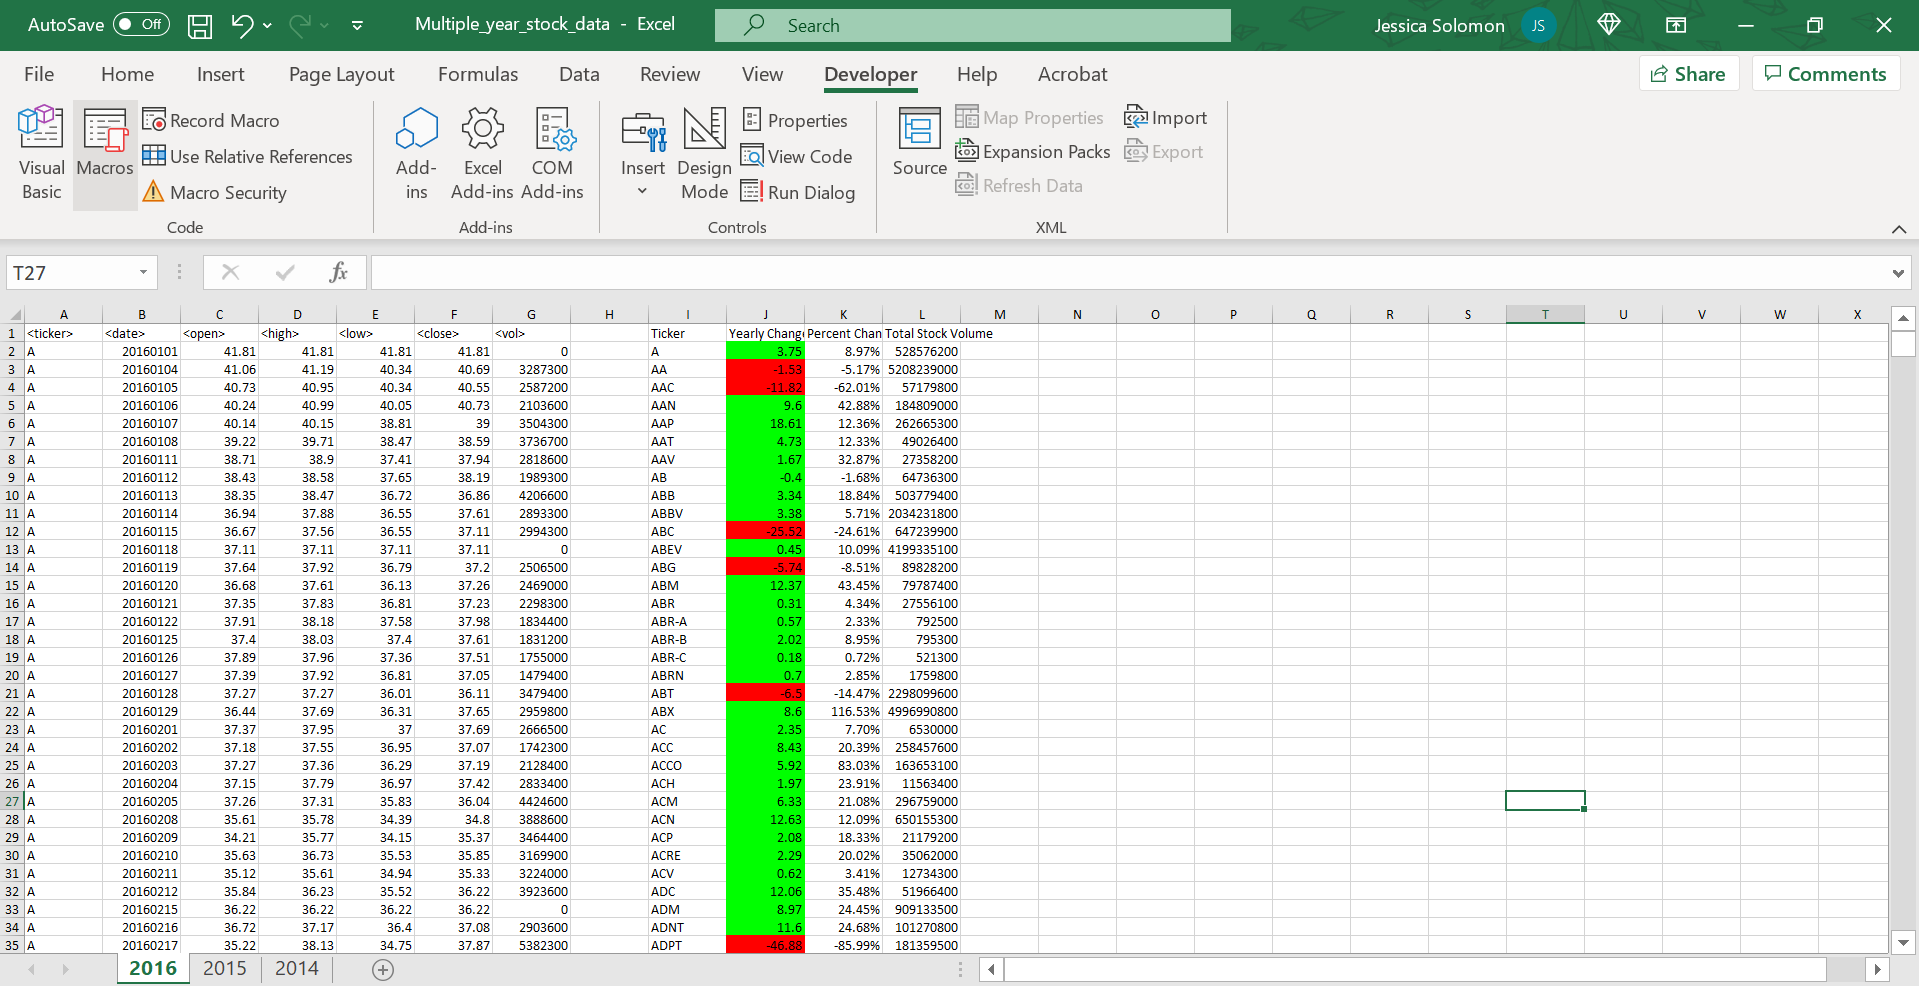 AutoSave Off Multiple_year_stock_data - Excel Search Jessica Solomon JS
File Home Insert Page Layout Formulas Data Review View Developer Help Acrobat Share Comments
Visual Basic
Macros
Record Macro
Use Relative References
Macro Security
Code
Add-ins
Excel Add-ins
COM Add-ins
Add-ins
Insert
Design Mode
Properties
View Code
Run Dialog
Controls
Source
Map Properties
Expansion Packs
Refresh Data
Import
Export
XML
T27 fx
A B C D E F G H I J K L M N O P Q R S T U V W X
1 <ticker> <date> <open> <high> <low> <close> <vol> Ticker Yearly Chang Percent Chan Total Stock Volume
2 A 20160101 41.81 41.81 41.81 41.81 0 A 3.75 8.97% 528576200
3 A 20160104 41.06 41.19 40.34 40.69 3287300 AA -1.53 -5.17% 5208239000
4 A 20160105 40.73 40.95 40.34 40.55 2587200 AAC -11.82 -62.01% 57179800
5 A 20160106 40.24 40.99 40.05 40.73 2103600 AAN 9.6 42.88% 184809000
6 A 20160107 40.14 40.15 38.81 39 3504300 AAP 18.61 12.36% 262665300
7 A 20160108 39.22 39.71 38.47 38.59 3736700 AAT 4.73 12.33% 49026400
8 A 20160111 38.71 38.9 37.41 37.94 2818600 AAV 1.67 32.87% 27358200
9 A 20160112 38.43 38.58 37.65 38.19 1989300 AB -0.4 -1.68% 64736300
10 A 20160113 38.35 38.47 36.72 36.86 4206600 ABB 3.34 18.84% 503779400
11 A 20160114 36.94 37.88 36.55 37.61 2893300 ABBV 3.38 5.71% 2034231800
12 A 20160115 36.67 37.56 36.55 37.11 2994300 ABC -25.52 -24.61% 647239900
13 A 20160118 37.11 37.11 37.11 37.11 0 ABEV 0.45 10.09% 4199335100
14 A 20160119 37.64 37.92 36.79 37.2 2506500 ABG -5.74 -8.51% 89828200
15 A 20160120 36.68 37.61 36.13 37.26 2469000 ABM 12.37 43.45% 79787400
16 A 20160121 37.35 37.83 36.81 37.23 2298300 ABR 0.31 4.34% 27556100
17 A 20160122 37.91 38.18 37.58 37.98 1834400 ABR-A 0.57 2.33% 792500
18 A 20160125 37.4 38.03 37.4 37.61 1831200 ABR-B 2.02 8.95% 795300
19 A 20160126 37.89 37.96 37.36 37.51 1755000 ABR-C 0.18 0.72% 521300
20 A 20160127 37.39 37.92 36.81 37.05 1479400 ABRN 0.7 2.85% 1759800
21 A 20160128 37.27 37.27 36.01 36.11 3479400 ABT -6.5 -14.47% 2298099600
22 A 20160129 36.44 37.69 36.31 37.65 2959800 ABX 8.6 116.53% 4996990800
23 A 20160201 37.37 37.95 37 37.69 2666500 AC 2.35 7.70% 6530000
24 A 20160202 37.18 37.55 36.95 37.07 1742300 ACC 8.43 20.39% 258457600
25 A 20160203 37.27 37.36 36.29 37.19 2128400 ACCO 5.92 83.03% 163653100
26 A 20160204 37.15 37.79 36.97 37.42 2833400 ACH 1.97 23.91% 11563400
27 A 20160205 37.26 37.31 35.83 36.04 4424600 ACM 6.33 21.08% 296759000
28 A 20160208 35.61 35.78 34.39 34.8 3888600 ACN 12.63 12.09% 650155300
29 A 20160209 34.21 35.77 34.15 35.37 3464400 ACP 2.08 18.33% 21179200
30 A 20160210 35.63 36.73 35.53 35.85 3169900 ACRE 2.29 20.02% 35062000
31 A 20160211 35.12 35.61 34.94 35.33 3224000 ACV 0.62 3.41% 12734300
32 A 20160212 35.84 36.23 35.52 36.22 3923600 ADC 12.06 35.48% 51966400
33 A 20160215 36.22 36.22 36.22 36.22 0 ADM 8.97 24.45% 909133500
34 A 20160216 36.72 37.17 36.4 37.08 2903600 ADNT 11.6 24.68% 101270800
35 A 20160217 35.22 38.13 34.75 37.87 5382300 ADPT -46.88 -85.99% 181359500
2016 2015 2014